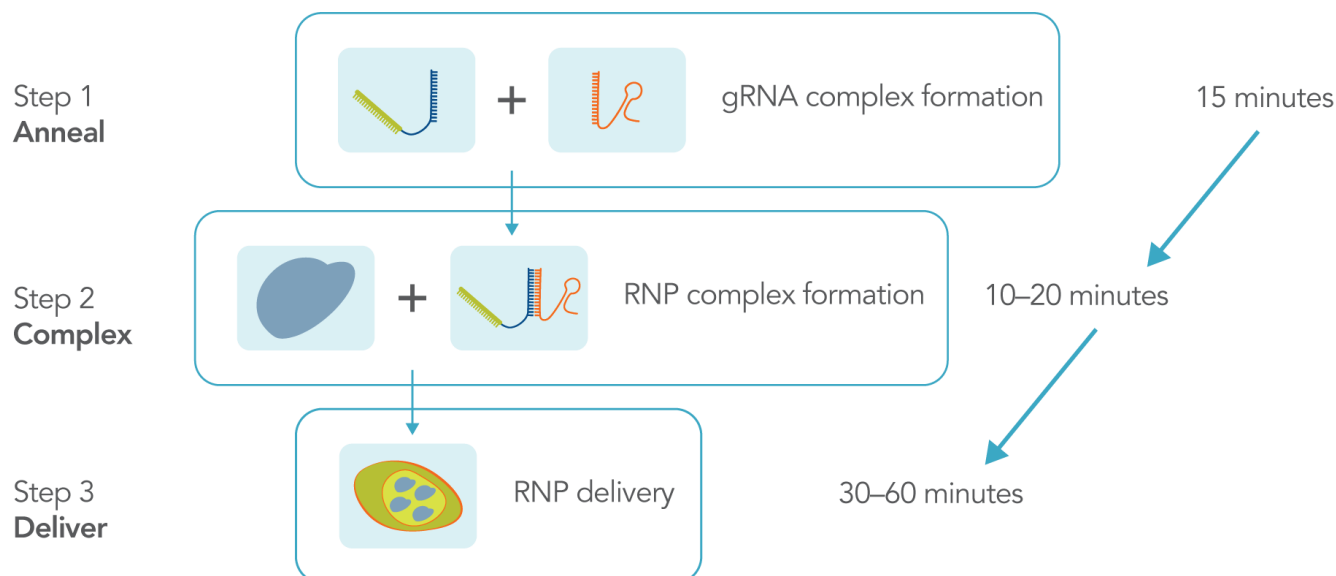 Step 1
Anneal
+
gRNA complex formation
15 minutes
Step 2
Complex
+
RNP complex formation
10–20 minutes
Step 3
Deliver
RNP delivery
30–60 minutes